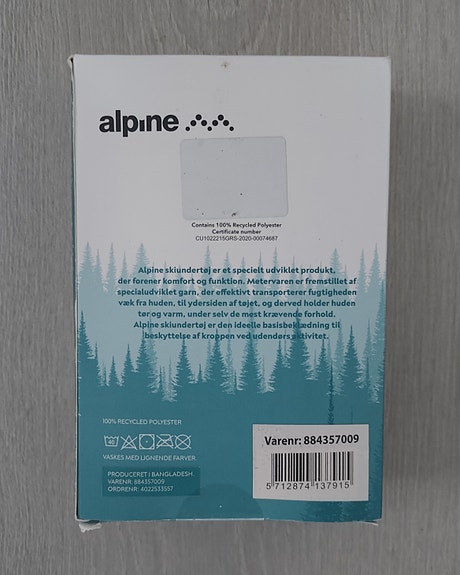 alpine
Contains 100% Recycled Polyester
Certificate number
CU1022215GRS-2020-00074687
Alpine skiundertøj er et specielt udviklet produkt,
der forener komfort og funktion. Metervaren er fremstillet af
specialudviklet garn, der effektivt transporterer fugtigheden
væk fra huden, til ydersiden af tøjet, og derved holder huden
tør og varm, under selv de mest krævende forhold.
Alpine skiundertøj er den ideelle basisbeklædning til
beskyttelse af kroppen ved udendørs aktivitet.
100% RECYCLED POLYESTER
40
VASKES MED LIGNENDE FARVER
PRODUCERET I BANGLADESH
VARENR: 884357009
ORDRENR: 4022533557
Varenr: 884357009
5 712874 137915